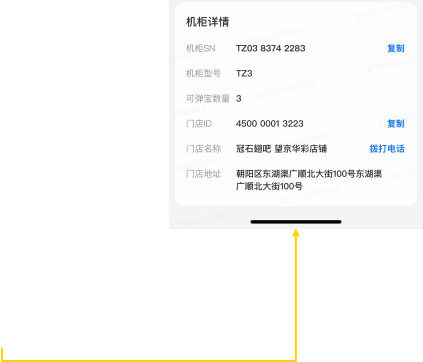 机柜详情
机柜SN TZ03 8374 2283 复制
机柜型号 TZ3
可弹宝数量 3
门店ID 4500 0001 3223 复制
门店名称 冠石翅吧 望京华彩店铺 拨打电话
门店地址 朝阳区东湖渠广顺北大街100号东湖渠
广顺北大街100号